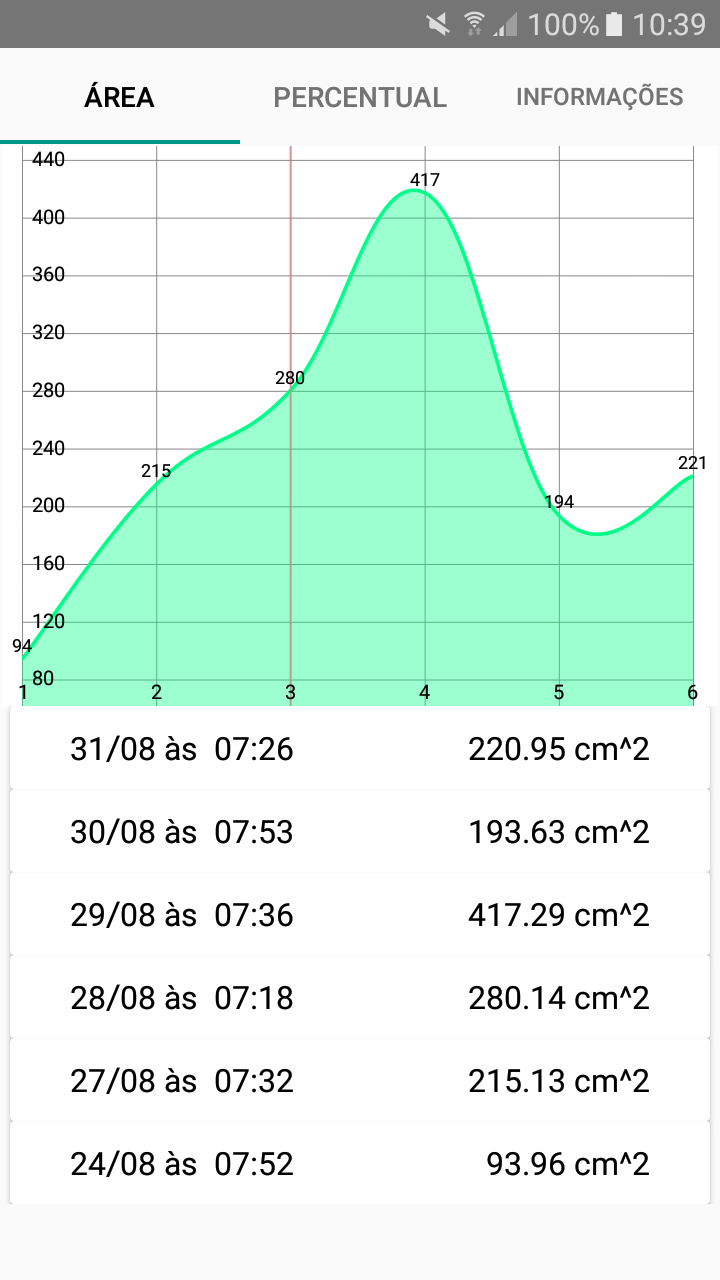 100% 10:39
ÁREA PERCENTUAL INFORMAÇÕES
440
417
400
360
320
280
280
240
221
215
200
194
160
120
94
80
1 2 3 4 5 6
31/08 às 07:26 220.95 cm^2
30/08 às 07:53 193.63 cm^2
29/08 às 07:36 417.29 cm^2
28/08 às 07:18 280.14 cm^2
27/08 às 07:32 215.13 cm^2
24/08 às 07:52 93.96 cm^2